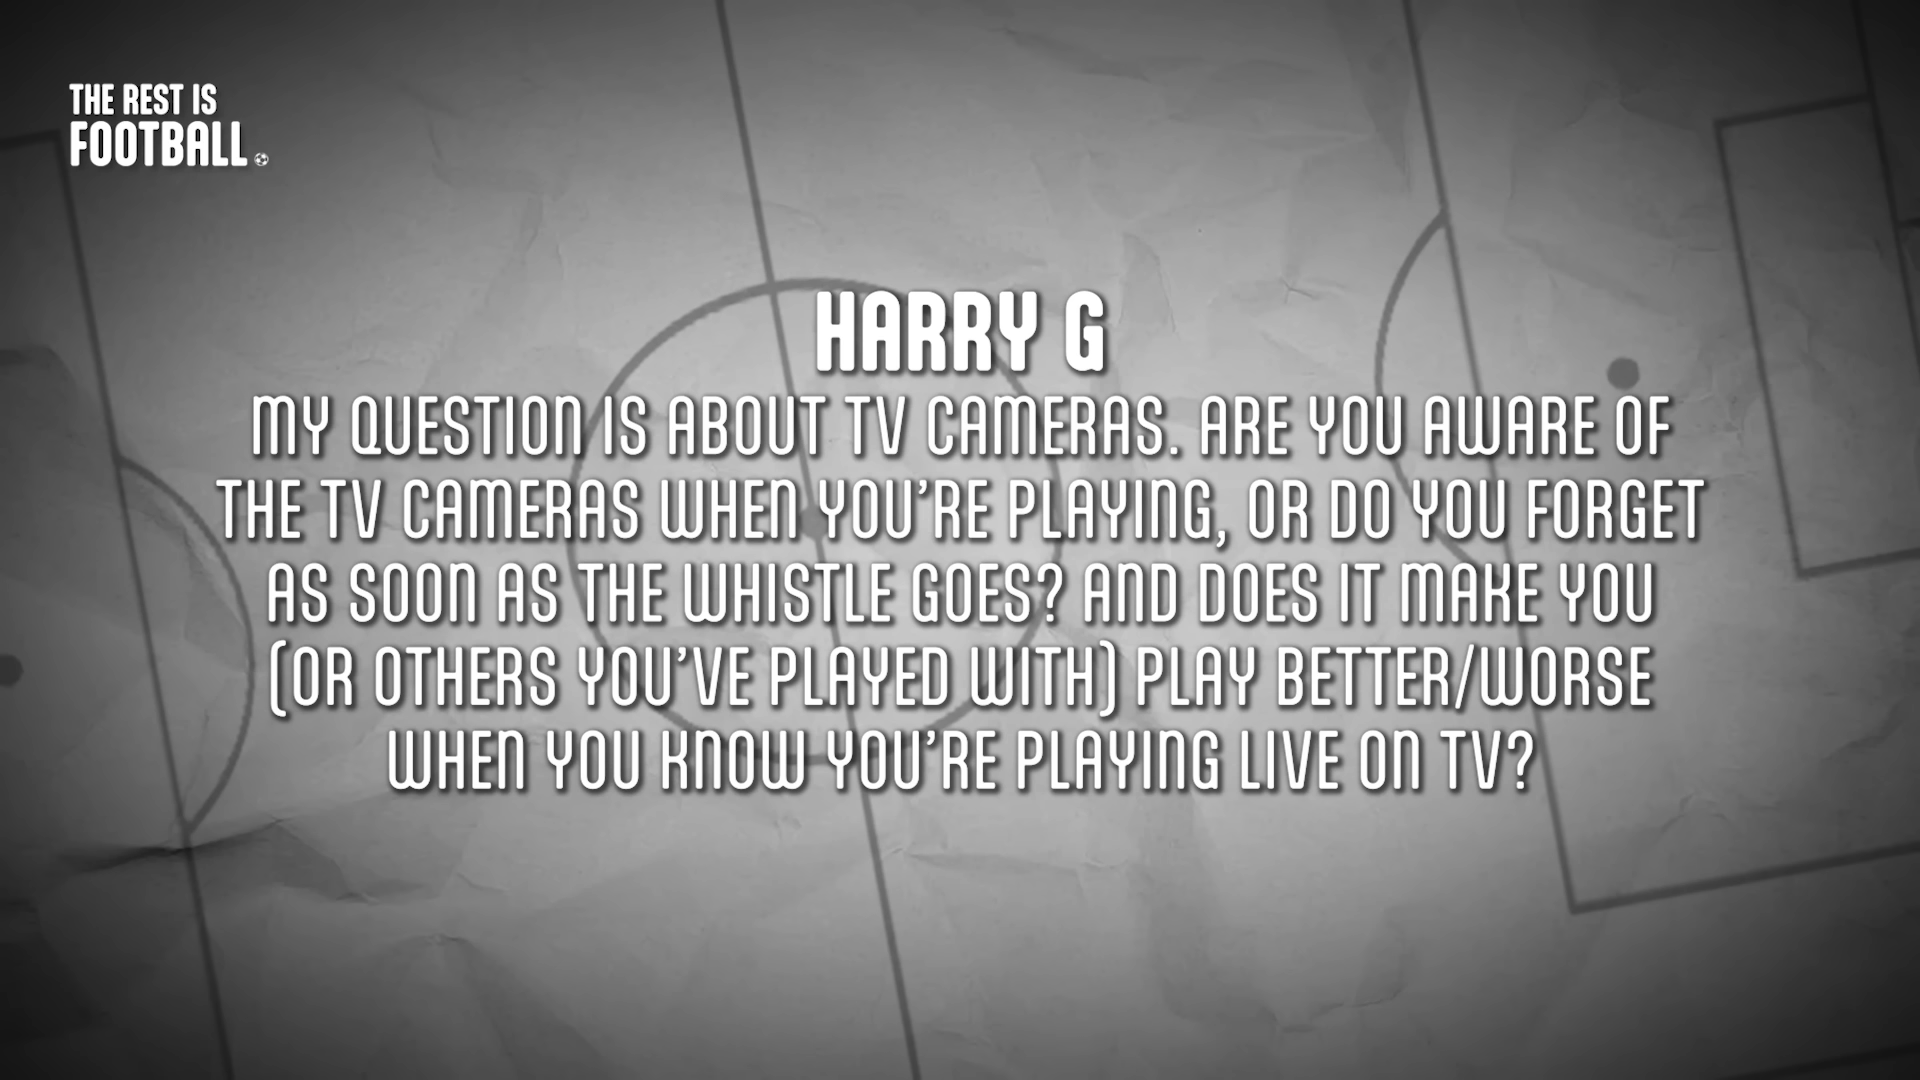 THE REST IS
FOOTBALL
HARRY G
MY QUESTION IS ABOUT TV CAMERAS. ARE YOU AWARE OF
THE TV CAMERAS WHEN YOU'RE PLAYING, OR DO YOU FORGET
AS SOON AS THE WHISTLE GOES? AND DOES IT MAKE YOU
(OR OTHERS YOU'VE PLAYED WITH) PLAY BETTER/WORSE
WHEN YOU KNOW YOU'RE PLAYING LIVE ON TV?